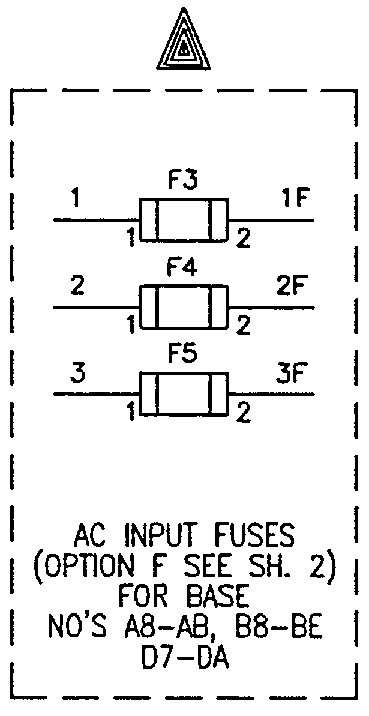 F3
1 1F
1 2
F4
2 2F
1 2
F5
3 3F
1 2
AC INPUT FUSES
(OPTION F SEE SH. 2)
FOR BASE
NO'S A8-AB, B8-BE
D7-DA